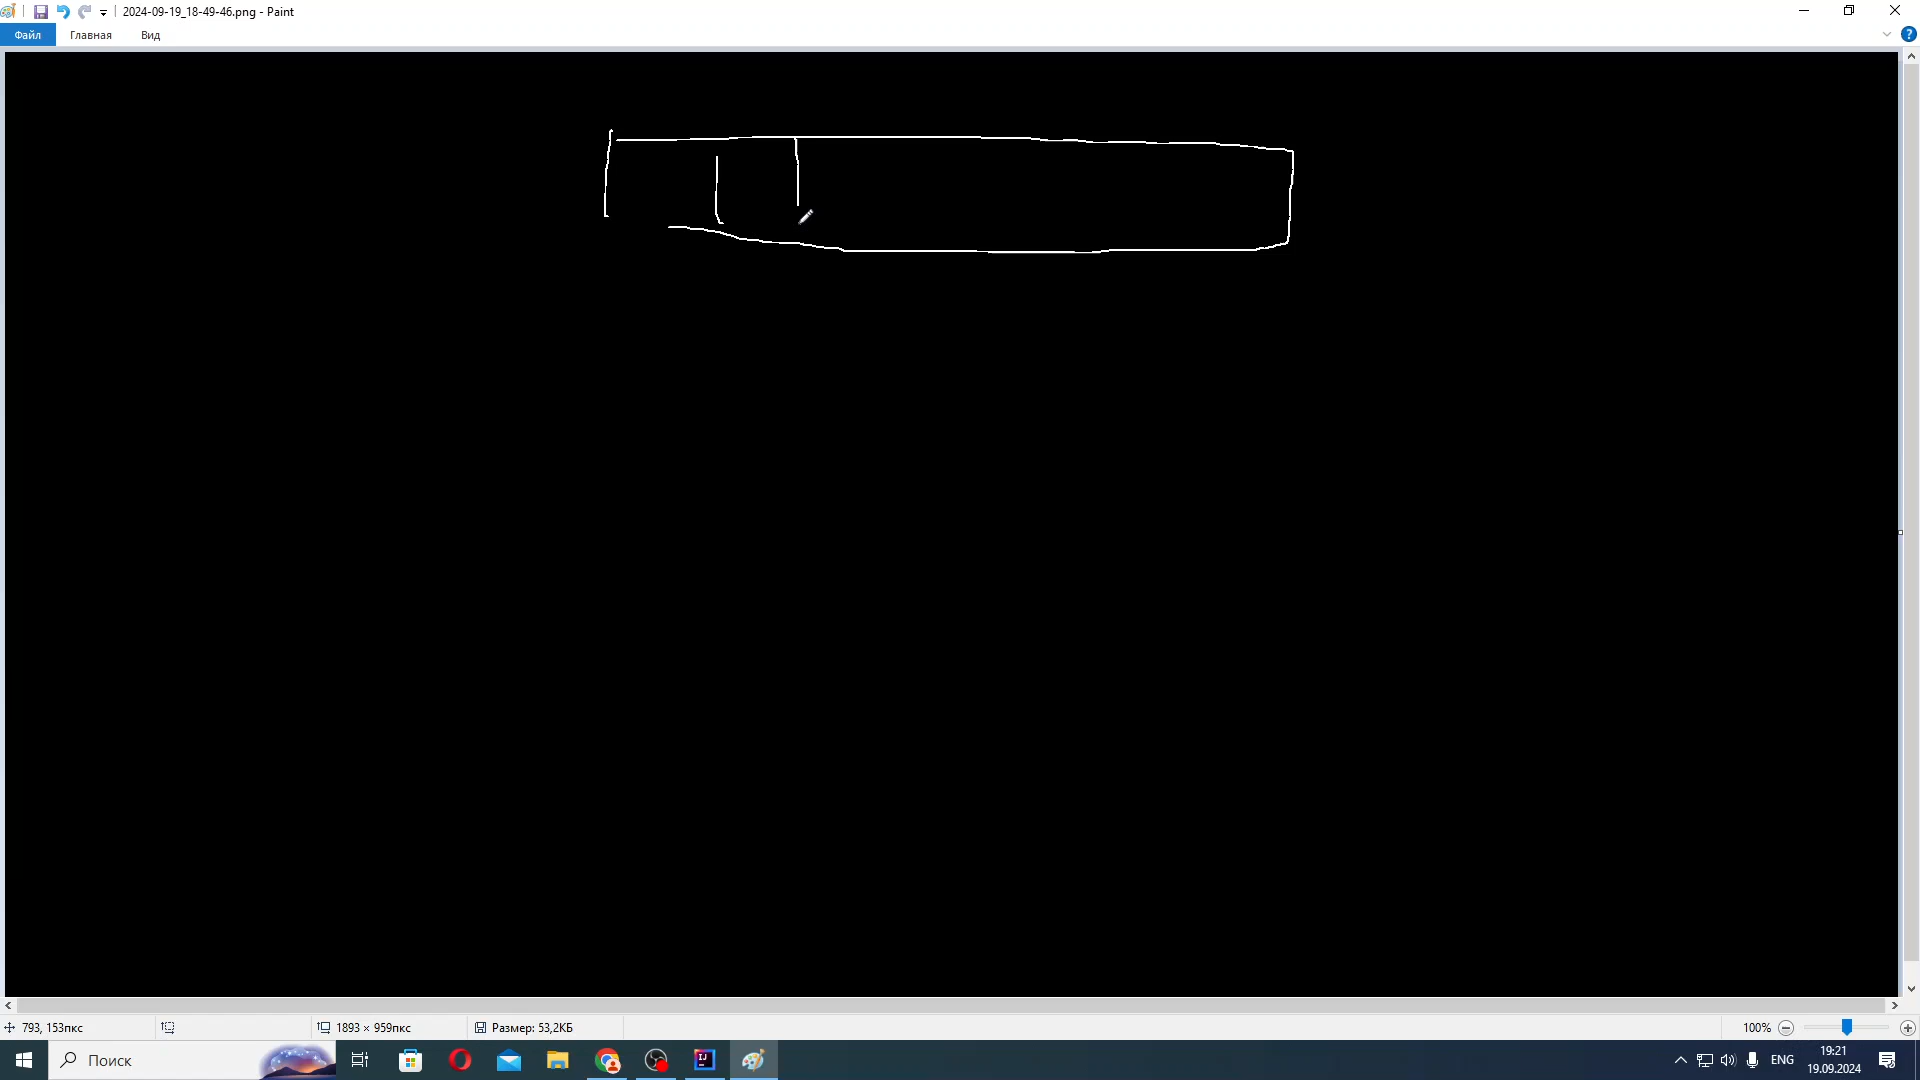 2024-09-19_18-49-46.png - Paint
Файл Главная Вид
?
793, 153пкс 1893 × 959пкс Размер: 53,2КБ 100%
Поиск IJ ENG 19:21
19.09.2024